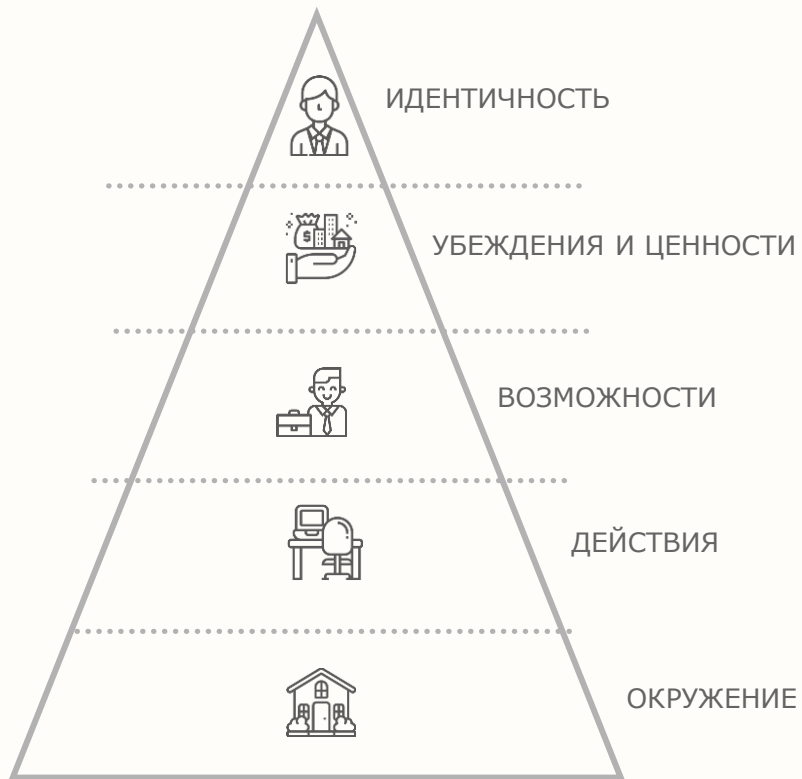 ИДЕНТИЧНОСТЬ
УБЕЖДЕНИЯ И ЦЕННОСТИ
ВОЗМОЖНОСТИ
ДЕЙСТВИЯ
ОКРУЖЕНИЕ